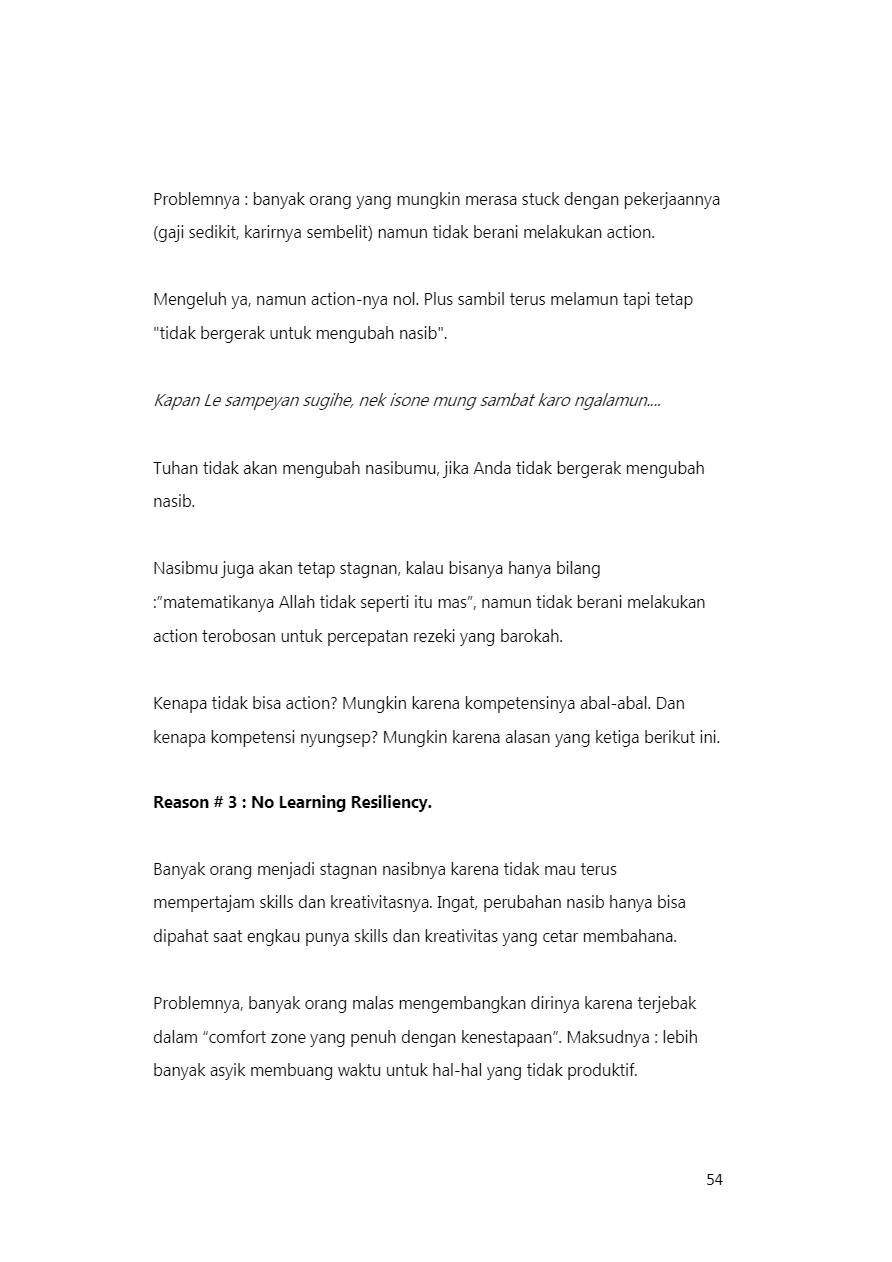 Problemnya : banyak orang yang mungkin merasa stuck dengan pekerjaannya
(gaji sedikit, karirnya sembelit) namun tidak berani melakukan action.
Mengeluh ya, namun action-nya nol. Plus sambil terus melamun tapi tetap
"tidak bergerak untuk mengubah nasib".
Kapan Le sampeyan sugihe, nek isone mung sambat karo ngalamun....
Tuhan tidak akan mengubah nasibumu, jika Anda tidak bergerak mengubah
nasib.
Nasibmu juga akan tetap stagnan, kalau bisanya hanya bilang
:”matematikanya Allah tidak seperti itu mas”, namun tidak berani melakukan
action terobosan untuk percepatan rezeki yang barokah.
Kenapa tidak bisa action? Mungkin karena kompetensinya abal-abal. Dan
kenapa kompetensi nyungsep? Mungkin karena alasan yang ketiga berikut ini.
Reason # 3 : No Learning Resiliency.
Banyak orang menjadi stagnan nasibnya karena tidak mau terus
mempertajam skills dan kreativitasnya. Ingat, perubahan nasib hanya bisa
dipahat saat engkau punya skills dan kreativitas yang cetar membahana.
Problemnya, banyak orang malas mengembangkan dirinya karena terjebak
dalam “comfort zone yang penuh dengan kenestapaan”. Maksudnya : lebih
banyak asyik membuang waktu untuk hal-hal yang tidak produktif.
54